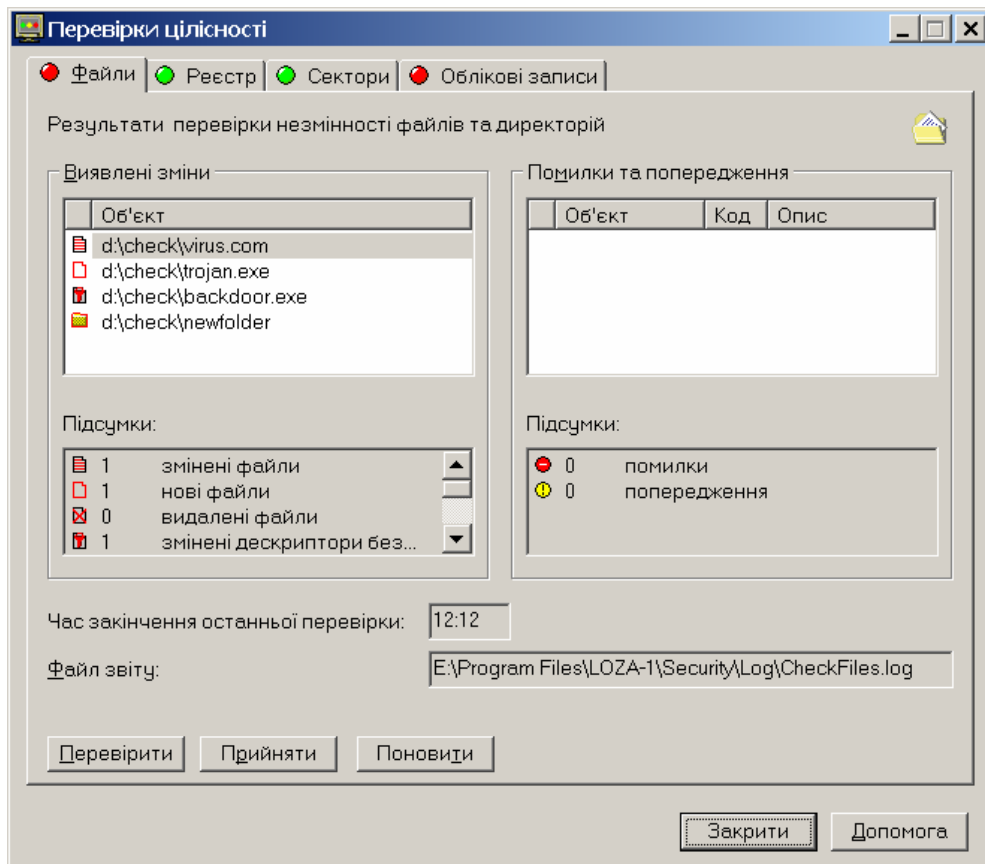 Перевірки цілісності
Файли Реєстр Сектори Облікові записи
Результати перевірки незмінності файлів та директорій
Виявлені зміни
Об'єкт
d:\check\virus.com
d:\check\trojan.exe
d:\check\backdoor.exe
d:\check\newfolder
Підсумки:
1 змінені файли
1 нові файли
0 видалені файли
1 змінені дескриптори без...
Помилки та попередження
Об'єкт Код Опис
Підсумки:
0 помилки
0 попередження
Час закінчення останньої перевірки: 12:12
Файл звіту: E:\Program Files\LOZA-1\Security\Log\CheckFiles.log
Перевірити Прийняти Поновити
Закрити Допомога